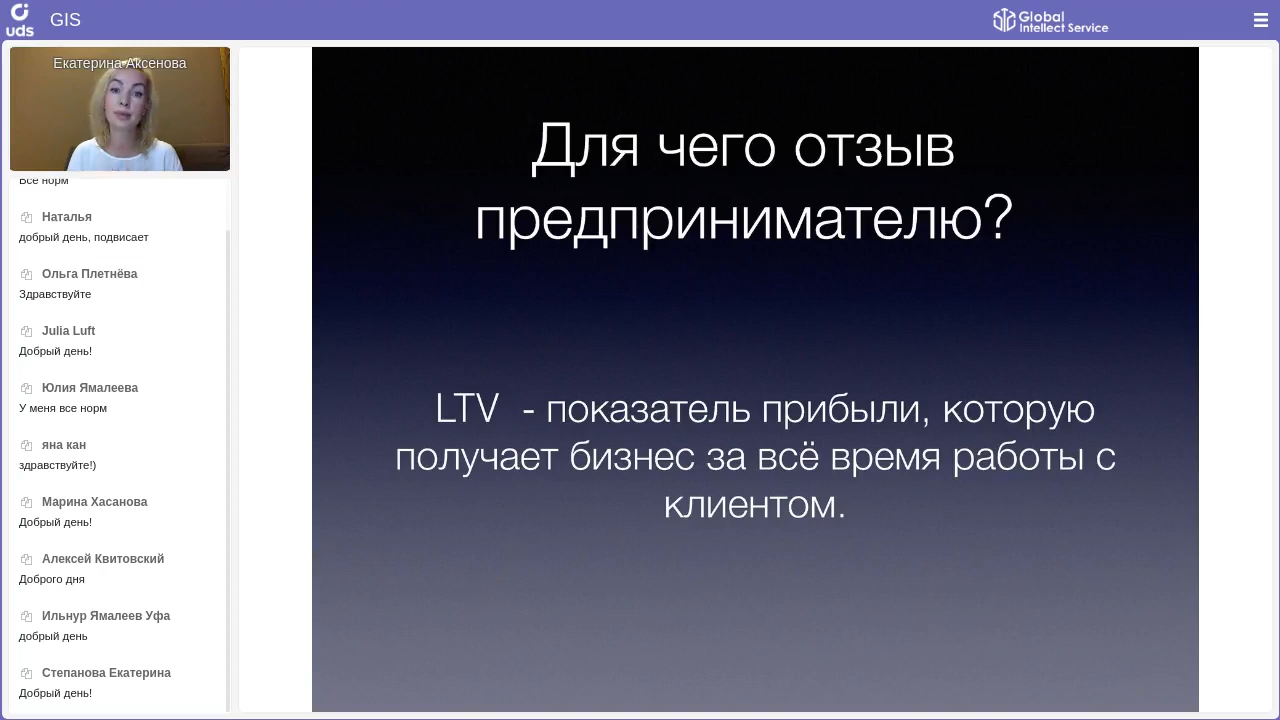 uds
GIS
Global
Intellect Service
Екатерина Аксенова
Все норм
Наталья
добрый день, подвисает
Ольга Плетнёва
Здравствуйте
Julia Luft
Добрый день!
Юлия Ямалеева
У меня все норм
яна кан
здравствуйте!)
Марина Хасанова
Добрый день!
Алексей Квитовский
Доброго дня
Ильнур Ямалеев Уфа
добрый день
Степанова Екатерина
Добрый день!
Для чего отзыв
предпринимателю?
LTV - показатель прибыли, которую
получает бизнес за всё время работы с
клиентом.